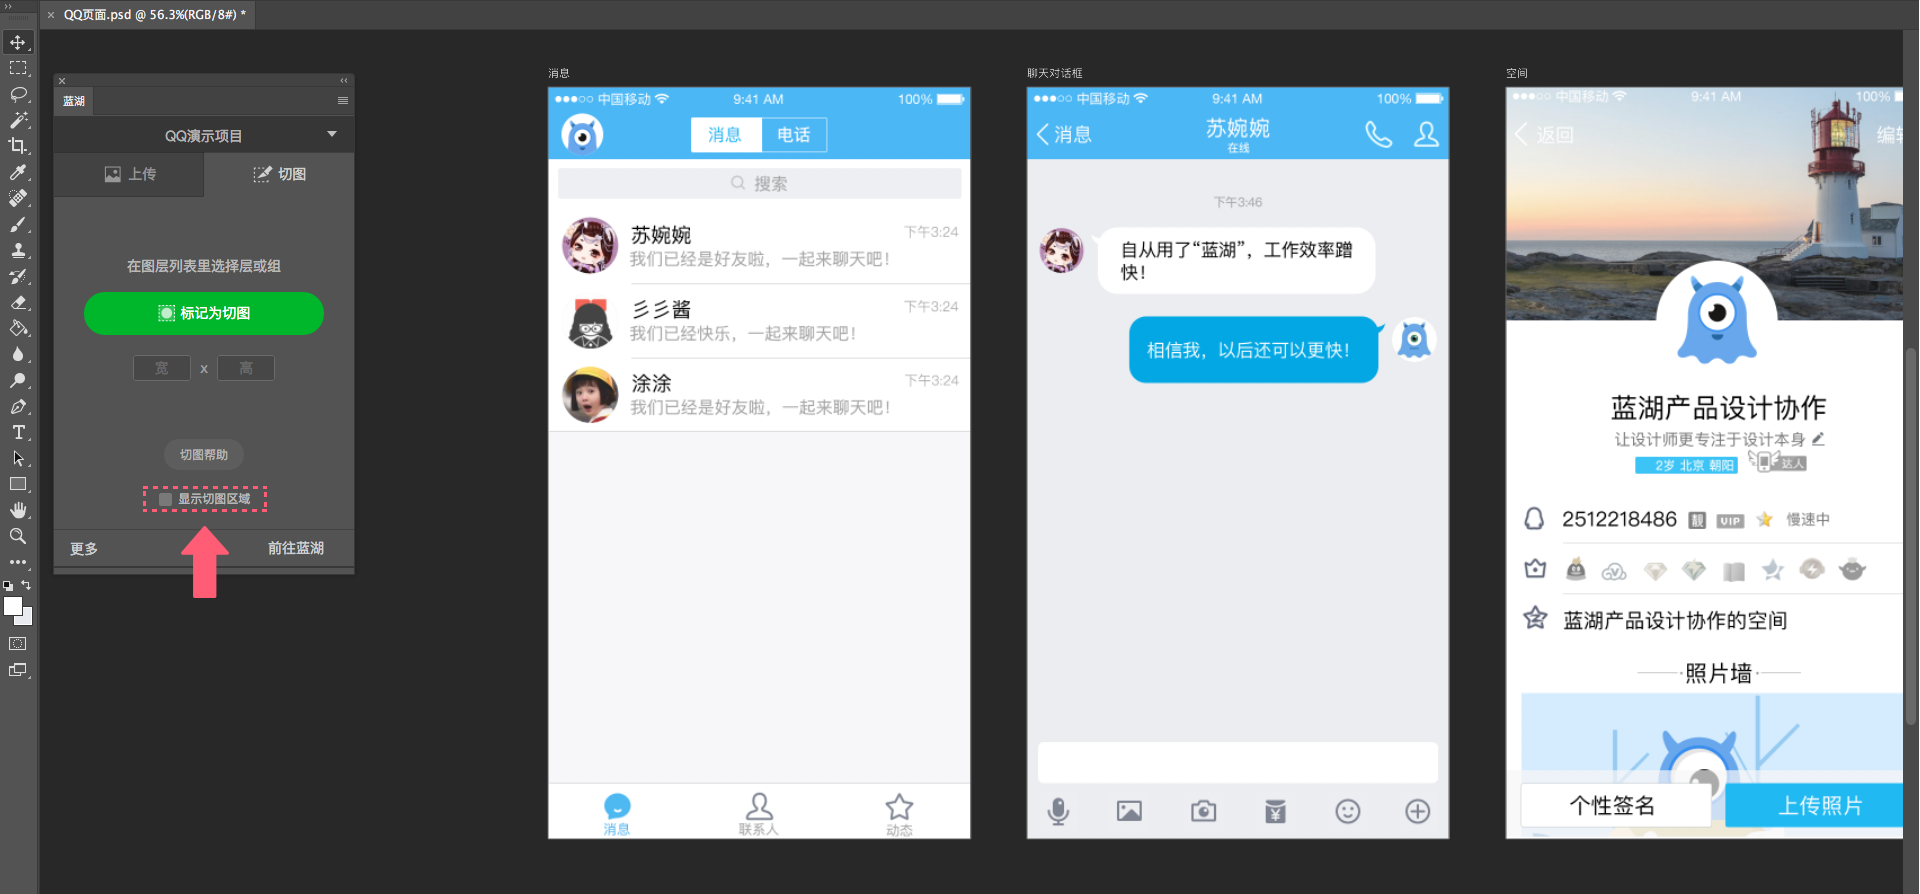 QQ页面.psd @ 56.3%(RGB/8#) *
蓝湖
QQ演示项目
上传
切图
在图层列表里选择层或组
标记为切图
宽 x 高
切图帮助
显示切图区域
更多
前往蓝湖
消息
中国移动
9:41 AM
100%
消息
电话
搜索
苏婉婉
下午3:24
我们已经是好友啦，一起来聊天吧！
彡彡酱
下午3:24
我们已经快乐，一起来聊天吧！
涂涂
下午3:24
我们已经是好友啦，一起来聊天吧！
消息
联系人
动态
聊天对话框
中国移动
9:41 AM
100%
消息
苏婉婉
在线
下午3:46
自从用了“蓝湖”，工作效率蹭
快！
相信我，以后还可以更快！
空间
中国移动
9:41 AM
100%
返回
编辑
蓝湖产品设计协作
让设计师更专注于设计本身
2岁 北京 朝阳
达人
2512218486
靓
VIP
慢速中
蓝湖产品设计协作的空间
·照片墙·
个性签名
上传照片